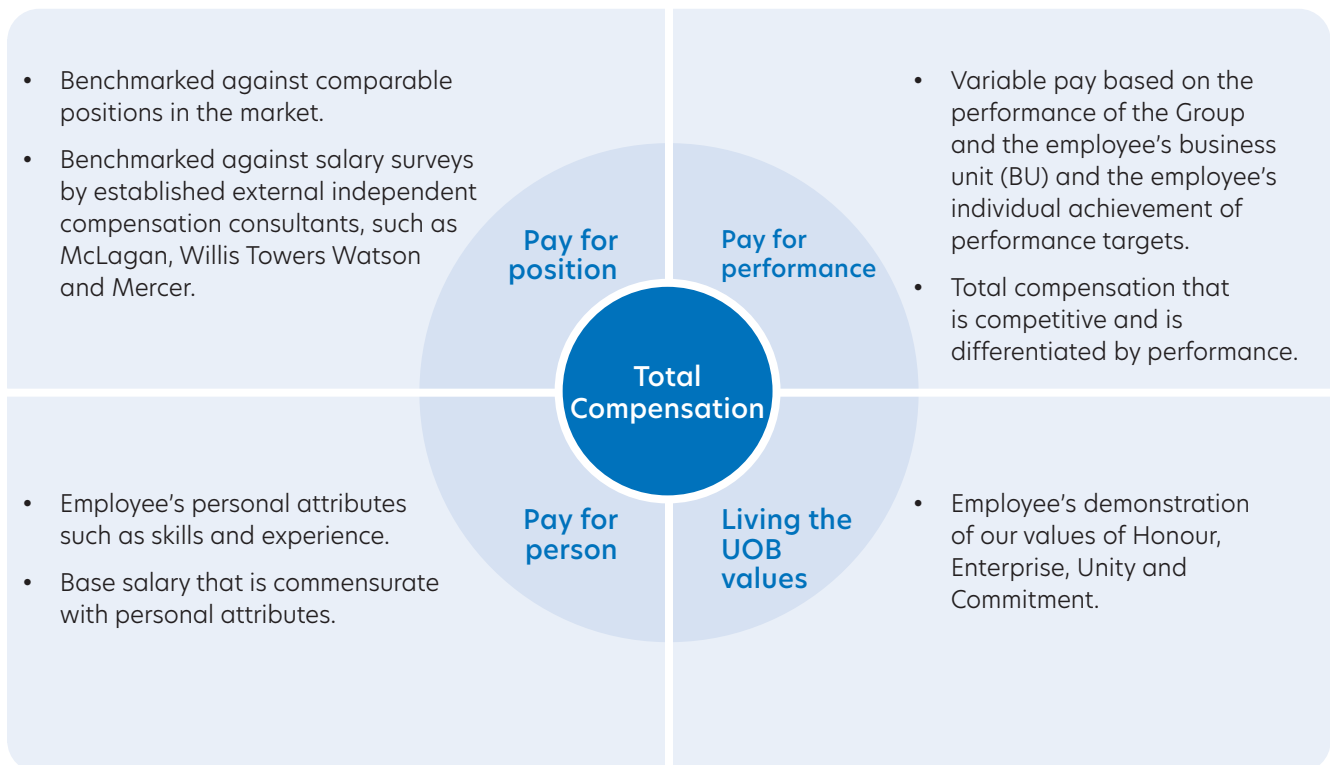 • Benchmarked against comparable
positions in the market.
• Benchmarked against salary surveys
by established external independent
compensation consultants, such as
McLagan, Willis Towers Watson
and Mercer.
Pay for
position
Pay for
performance
• Variable pay based on the
performance of the Group
and the employee’s business
unit (BU) and the employee’s
individual achievement of
performance targets.
• Total compensation that
is competitive and is
differentiated by performance.
Total
Compensation
• Employee’s personal attributes
such as skills and experience.
• Base salary that is commensurate
with personal attributes.
Pay for
person
Living the
UOB
values
• Employee’s demonstration
of our values of Honour,
Enterprise, Unity and
Commitment.